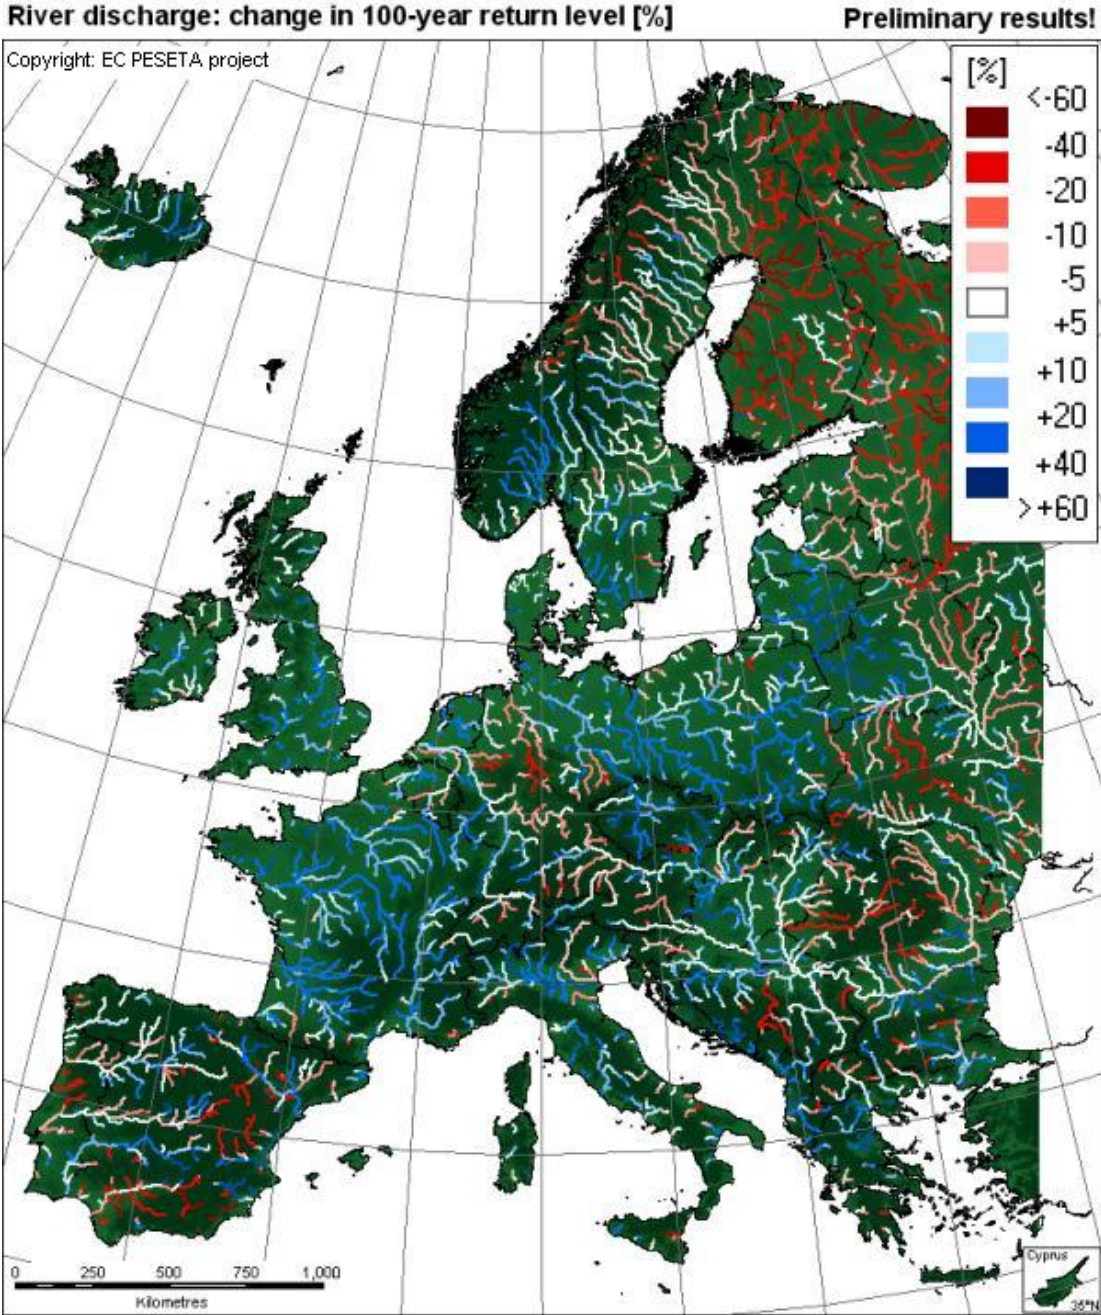 River discharge: change in 100-year return level [%]
Preliminary results!
Copyright: EC PESETA project
[%]
<-60
-40
-20
-10
-5
+5
+10
+20
+40
>+60
0 250 500 750 1,000
Kilometres
Cyprus
36°N